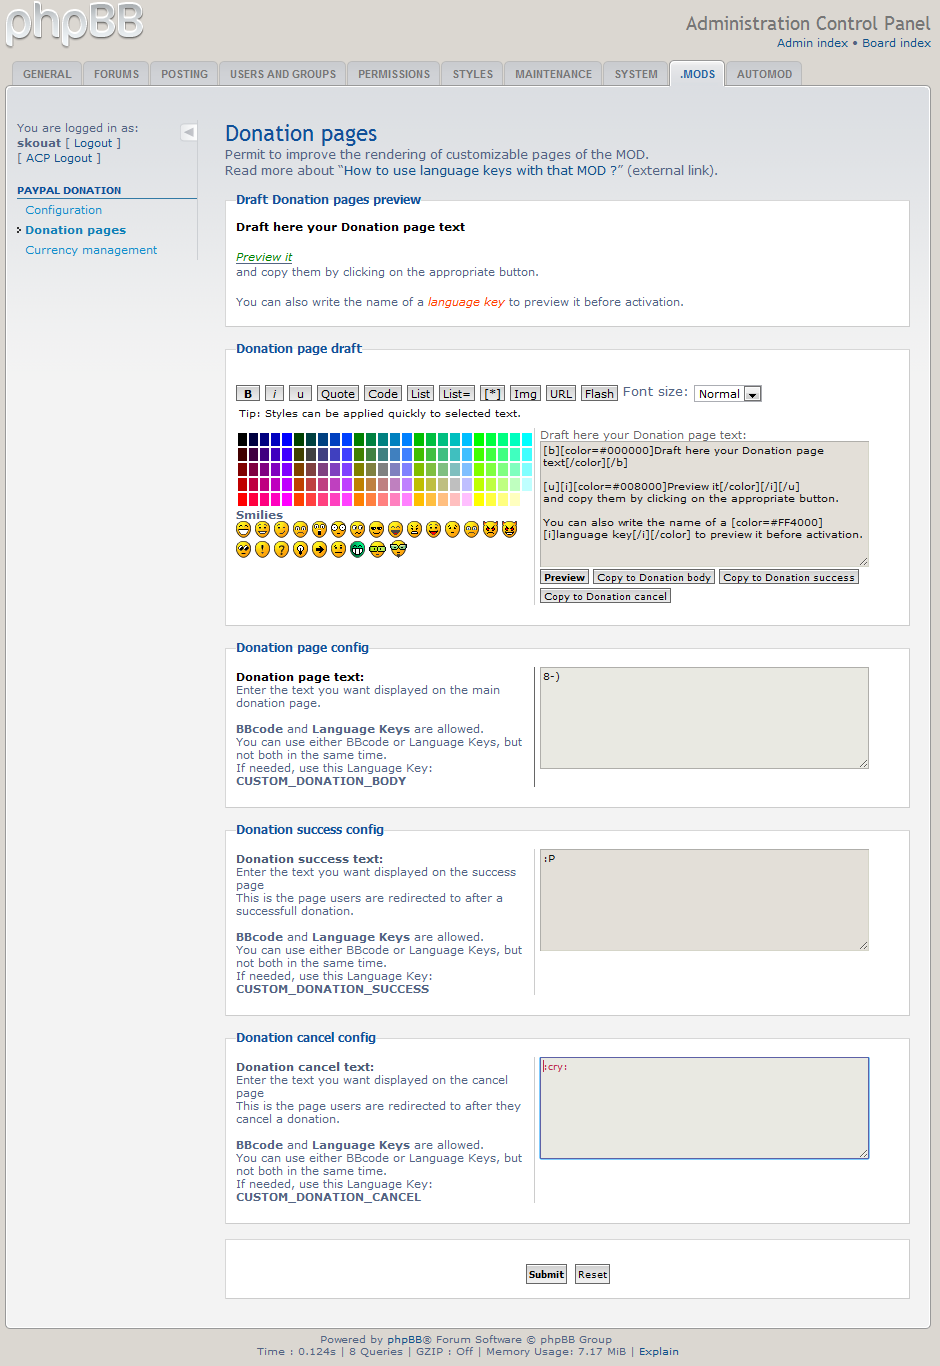 phpBB
Administration Control Panel
Admin index • Board index
GENERAL FORUMS POSTING USERS AND GROUPS PERMISSIONS STYLES MAINTENANCE SYSTEM .MODS AUTOMOD
You are logged in as:
skouat [ Logout ]
[ ACP Logout ]
PAYPAL DONATION
Configuration
Donation pages
Currency management
Donation pages
Permit to improve the rendering of customizable pages of the MOD.
Read more about “How to use language keys with that MOD ?” (external link).
Draft Donation pages preview
Draft here your Donation page text
Preview it
and copy them by clicking on the appropriate button.
You can also write the name of a language key to preview it before activation.
Donation page draft
B i u Quote Code List List= [*] Img URL Flash Font size: Normal
Tip: Styles can be applied quickly to selected text.
Smilies
Draft here your Donation page text:
[b][color=#000000]Draft here your Donation page
text[/color][/b]
[u][i][color=#008000]Preview it[/color][/i][/u]
and copy them by clicking on the appropriate button.
You can also write the name of a [color=#FF4000]
[i]language key[/i][/color] to preview it before activation.
Preview Copy to Donation body Copy to Donation success
Copy to Donation cancel
Donation page config
Donation page text:
Enter the text you want displayed on the main
donation page.
BBcode and Language Keys are allowed.
You can use either BBcode or Language Keys, but
not both in the same time.
If needed, use this Language Key:
CUSTOM_DONATION_BODY
8-)
Donation success config
Donation success text:
Enter the text you want displayed on the success
page
This is the page users are redirected to after a
successfull donation.
BBcode and Language Keys are allowed.
You can use either BBcode or Language Keys, but
not both in the same time.
If needed, use this Language Key:
CUSTOM_DONATION_SUCCESS
:P
Donation cancel config
Donation cancel text:
Enter the text you want displayed on the cancel
page
This is the page users are redirected to after they
cancel a donation.
BBcode and Language Keys are allowed.
You can use either BBcode or Language Keys, but
not both in the same time.
If needed, use this Language Key:
CUSTOM_DONATION_CANCEL
:cry:
Submit Reset
Powered by phpBB® Forum Software © phpBB Group
Time : 0.124s | 8 Queries | GZIP : Off | Memory Usage: 7.17 MiB | Explain